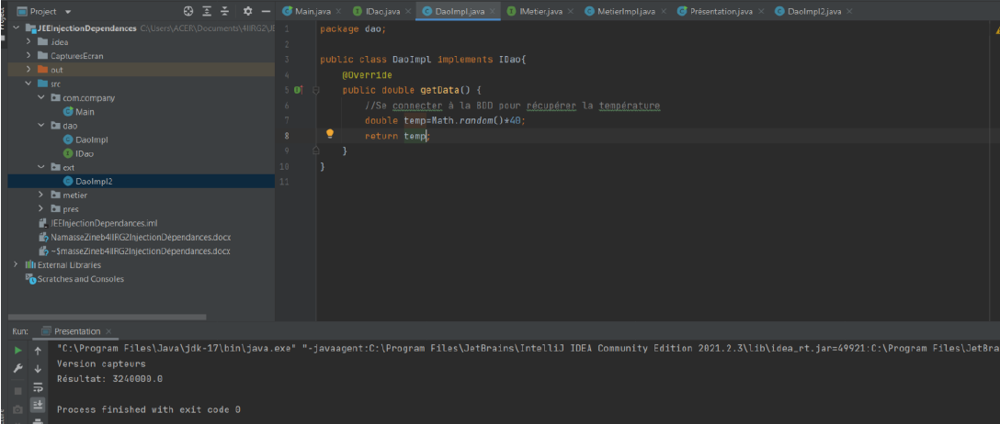 Project
Main.java × IDao.java × DaoImpl.java × IMetier.java × MetierImpl.java × Présentation.java × DaoImpl2.java ×
JEEInjectionDependances C:\Users\ACER\Documents\4IIRG2\JE
.idea
CapturesEcran
out
src
com.company
Main
dao
DaoImpl
IDao
ext
DaoImpl2
metier
pres
JEEInjectionDependances.iml
NamasseZineb4IIRG2InjectionDépendances.docx
~$masseZineb4IIRG2InjectionDépendances.docx
External Libraries
Scratches and Consoles
1 package dao;
2
3 public class DaoImpl implements IDao{
4 @Override
5 public double getData() {
6 //Se connecter à la BDD pour récupérer la température
7 double temp=Math.random()*40;
8 return temp;
9 }
10 }
11
Run: Presentation ×
"C:\Program Files\Java\jdk-17\bin\java.exe" "-javaagent:C:\Program Files\JetBrains\IntelliJ IDEA Community Edition 2021.2.3\lib\idea_rt.jar=49921:C:\Program Files\JetBra
Version capteurs
Résultat: 3240000.0
Process finished with exit code 0